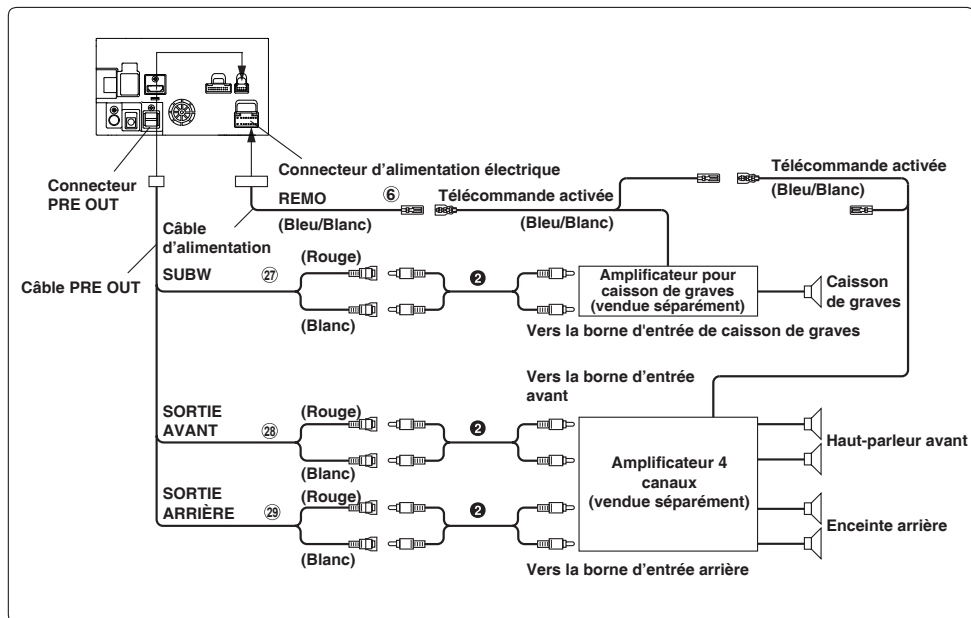 Connecteur d'alimentation électrique
Connecteur
PRE OUT
REMO
⑥
(Bleu/Blanc)
Télécommande activée
(Bleu/Blanc)
Télécommande activée
(Bleu/Blanc)
Câble
d'alimentation
Câble PRE OUT
SUBW
㉗
(Rouge)
(Blanc)
❷
Amplificateur pour
caisson de graves
(vendue séparément)
Caisson
de graves
Vers la borne d'entrée de caisson de graves
Vers la borne d'entrée
avant
SORTIE
AVANT
㉘
(Rouge)
(Blanc)
❷
Amplificateur 4
canaux
(vendue séparément)
Haut-parleur avant
SORTIE
ARRIÈRE
㉙
(Rouge)
(Blanc)
❷
Enceinte arrière
Vers la borne d'entrée arrière